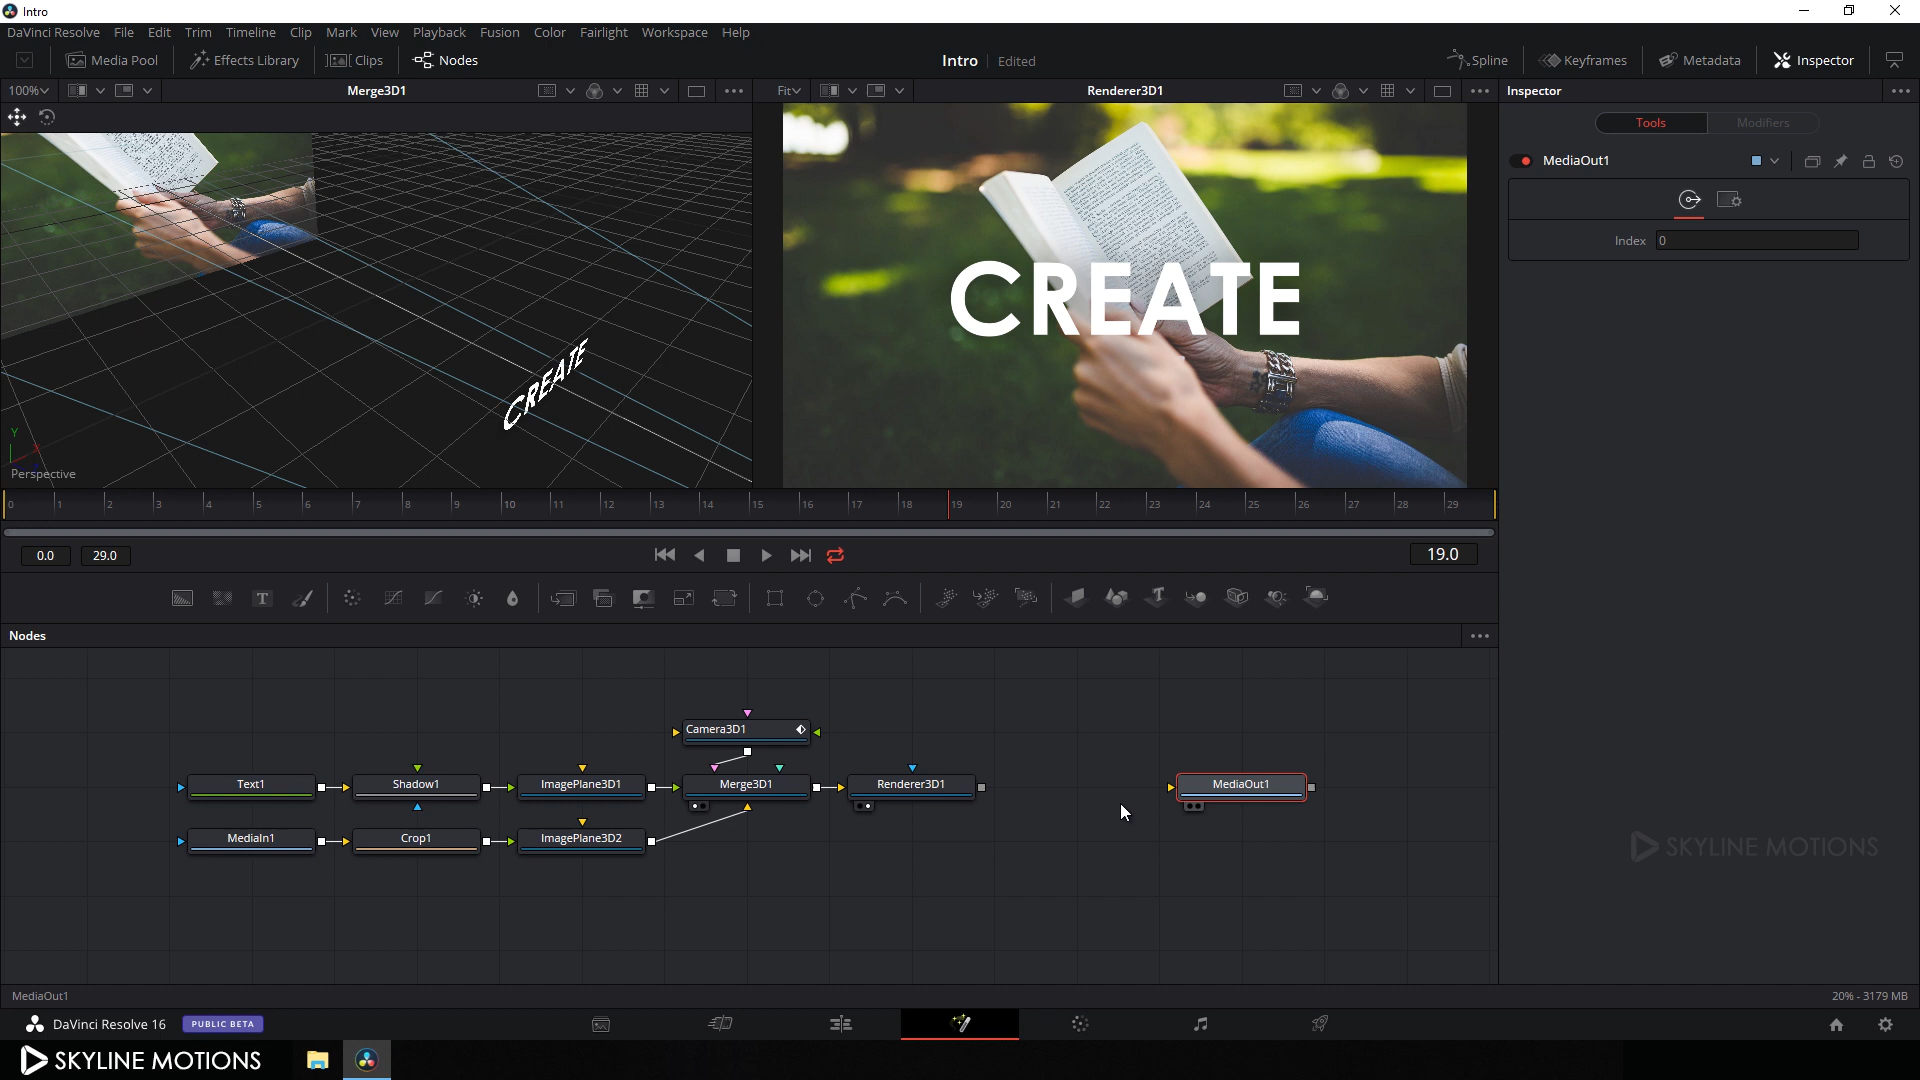 Intro
DaVinci Resolve File Edit Trim Timeline Clip Mark View Playback Fusion Color Fairlight Workspace Help
Media Pool Effects Library Clips Nodes Intro Edited Spline Keyframes Metadata Inspector
100% Merge3D1 Fit Renderer3D1 Inspector
Tools Modifiers
MediaOut1
Index 0
CREATE
CREATE
Y
X
Perspective
0 1 2 3 4 5 6 7 8 9 10 11 12 13 14 15 16 17 18 19 20 21 22 23 24 25 26 27 28 29
0.0 29.0 19.0
T T
Nodes
Camera3D1
Text1 Shadow1 ImagePlane3D1 Merge3D1 Renderer3D1 MediaOut1
MediaIn1 Crop1 ImagePlane3D2
SKYLINE MOTIONS
MediaOut1 20% - 3179 MB
DaVinci Resolve 16 PUBLIC BETA
SKYLINE MOTIONS